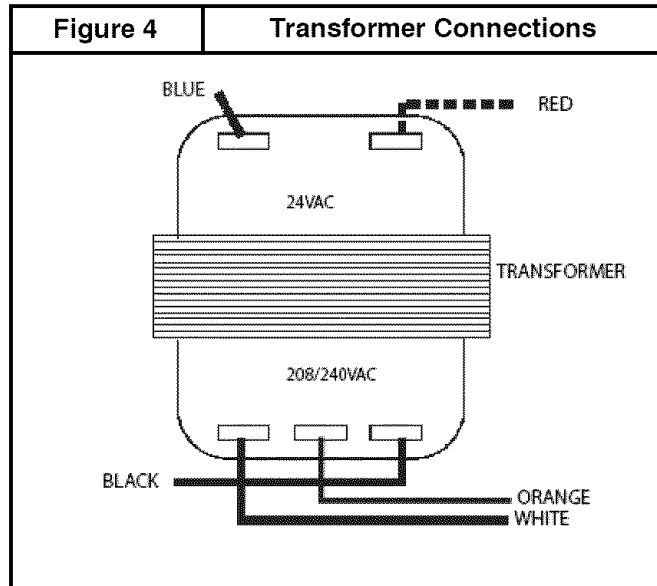 Figure 4
Transformer Connections
BLUE
RED
24VAC
TRANSFORMER
208/240VAC
BLACK
ORANGE
WHITE